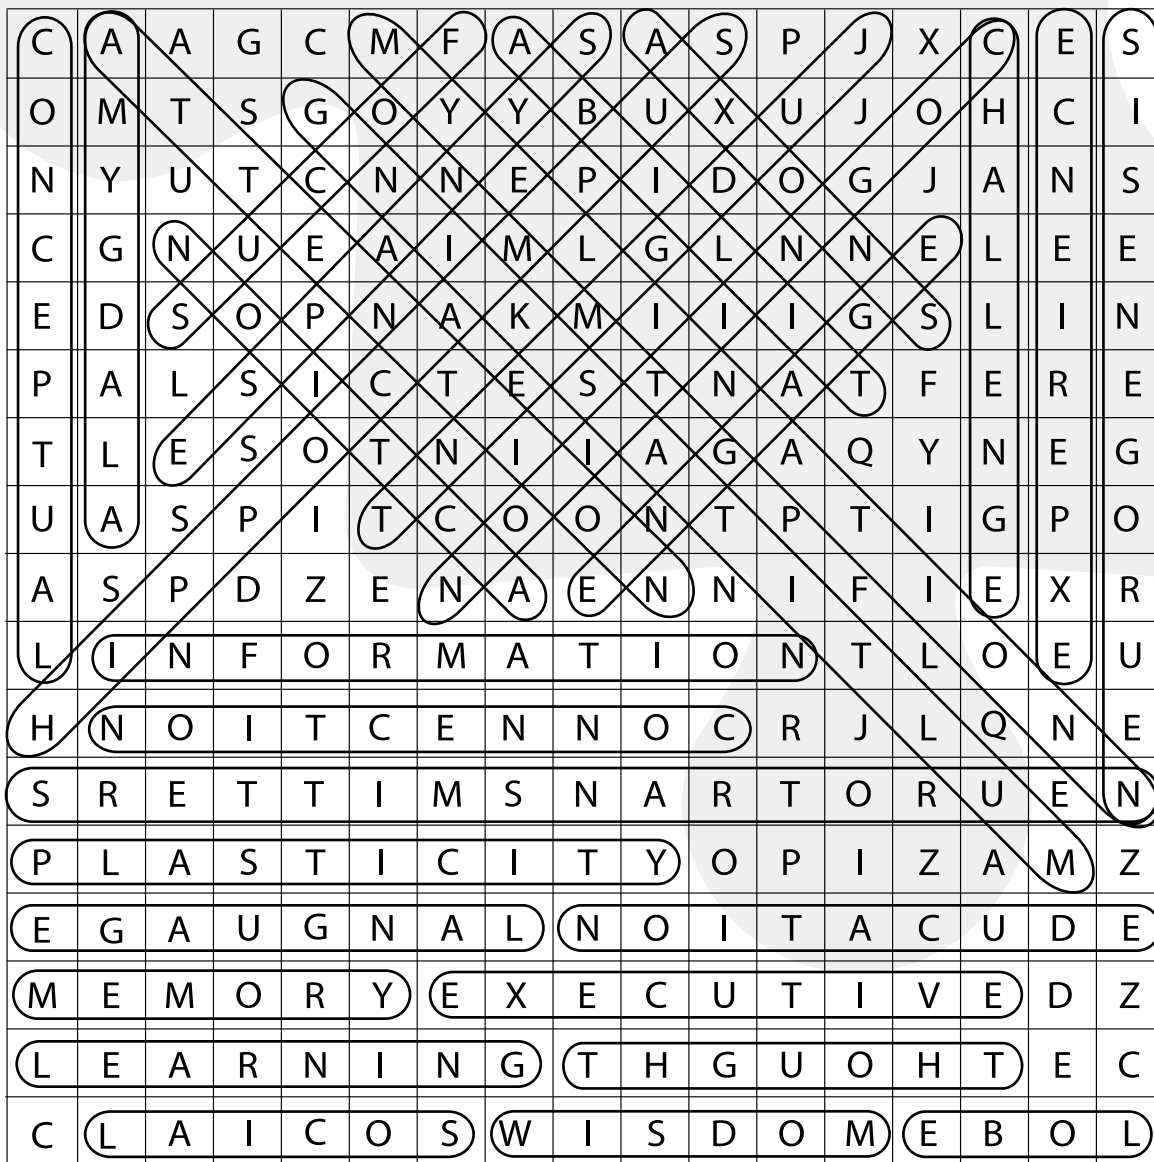 C A A G C M F A S A S P J X C E S
O M T S G O Y Y B U X U J O H C I
N Y U T C N N E P I D O G J A N S
C G N U E A I M L G L N N E L E E
E D S O P N A K M I I I G S L I N
P A L S I C T E S T N A T F E R E
T L E S O T N I I A G A Q Y N E G
U A S P I T C O O N T P T I G P O
A S P D Z E N A E N N I F I E X R
L I N F O R M A T I O N T L O E U
H N O I T C E N N O C R J L Q N E
S R E T T I M S N A R T O R U E N
P L A S T I C I T Y O P I Z A M Z
E G A U G N A L N O I T A C U D E
M E M O R Y E X E C U T I V E D Z
L E A R N I N G T H G U O H T E C
C L A I C O S W I S D O M E B O L